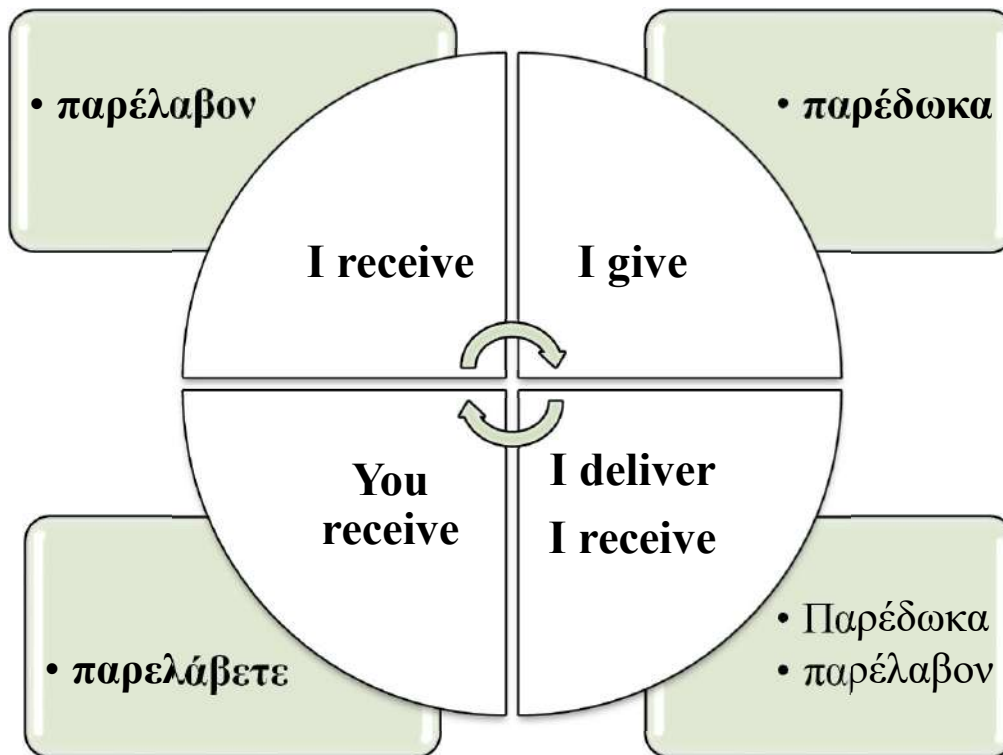 • παρέλαβον
• παρέδωκα
I receive
I give
You
receive
I deliver
I receive
• παρελάβετε
• Παρέδωκα
• παρέλαβον